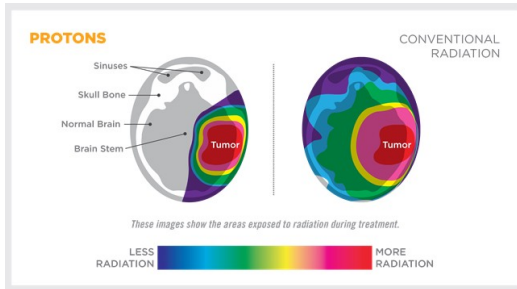 PROTONS
CONVENTIONAL
RADIATION
Sinuses
Skull Bone
Normal Brain
Brain Stem
Tumor
Tumor
These images show the areas exposed to radiation during treatment.
LESS
RADIATION
MORE
RADIATION